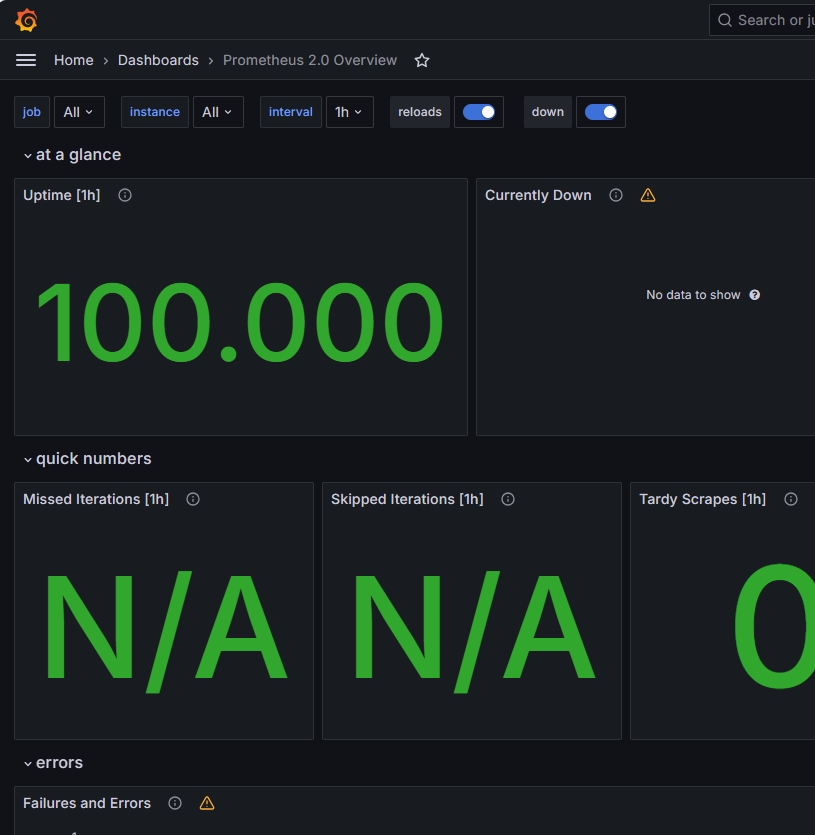 Search or ju
Home › Dashboards › Prometheus 2.0 Overview
job All instance All interval 1h reloads down
at a glance
Uptime [1h] Currently Down
100.000
No data to show
quick numbers
Missed Iterations [1h] Skipped Iterations [1h] Tardy Scrapes [1h]
N/A N/A 0
errors
Failures and Errors